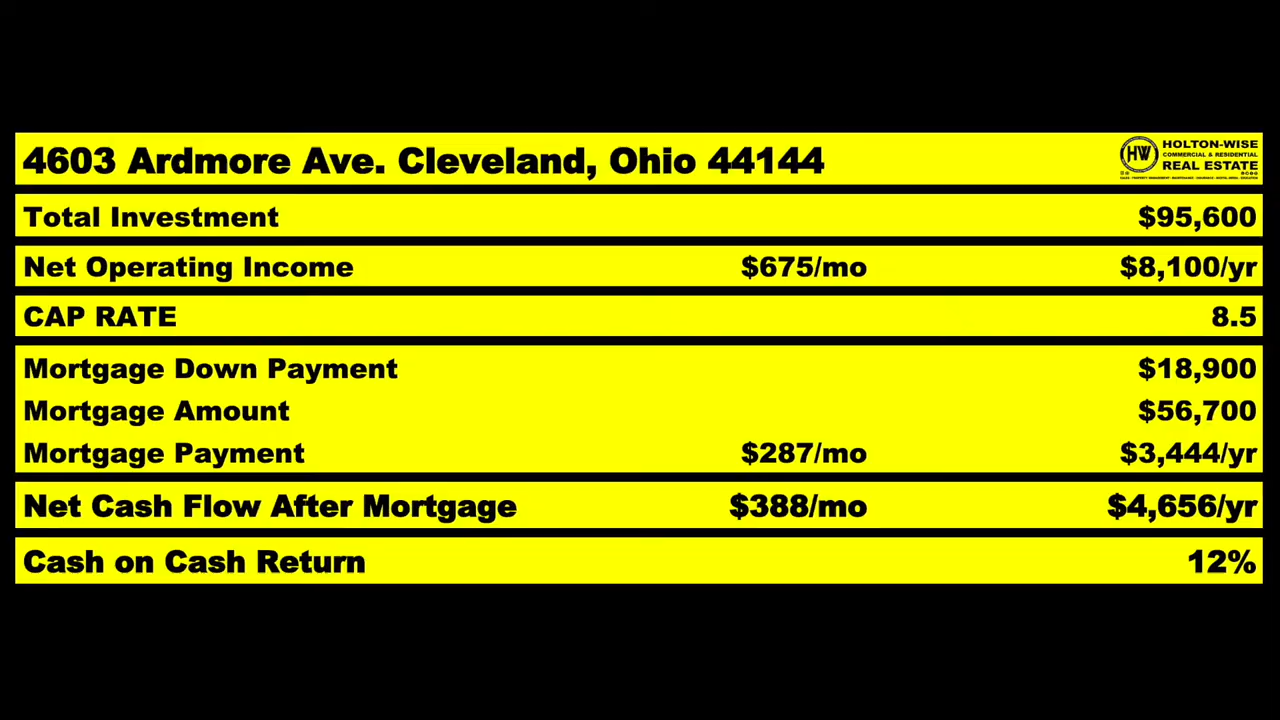 4603 Ardmore Ave. Cleveland, Ohio 44144
HW
HOLTON-WISE
COMMERCIAL & RESIDENTIAL
REAL ESTATE
Total Investment $95,600
Net Operating Income $675/mo $8,100/yr
CAP RATE 8.5
Mortgage Down Payment $18,900
Mortgage Amount $56,700
Mortgage Payment $287/mo $3,444/yr
Net Cash Flow After Mortgage $388/mo $4,656/yr
Cash on Cash Return 12%